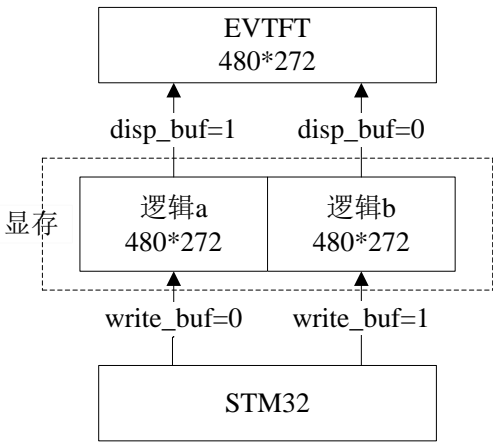 EVTFT
480*272
disp_buf=1 disp_buf=0
逻辑a 逻辑b
显存
480*272 480*272
write_buf=0 write_buf=1
STM32